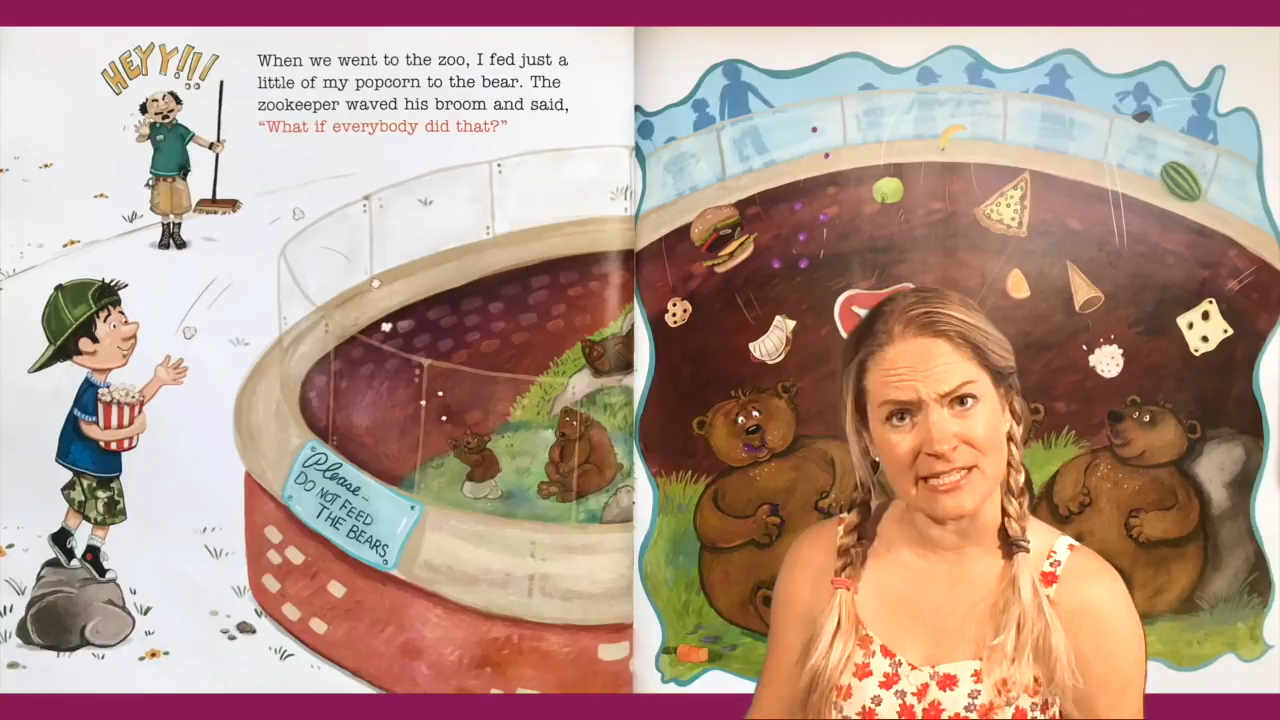 HEYY!!!
When we went to the zoo, I fed just a
little of my popcorn to the bear. The
zookeeper waved his broom and said,
“What if everybody did that?”
Please...
DO NOT FEED
THE BEARS.